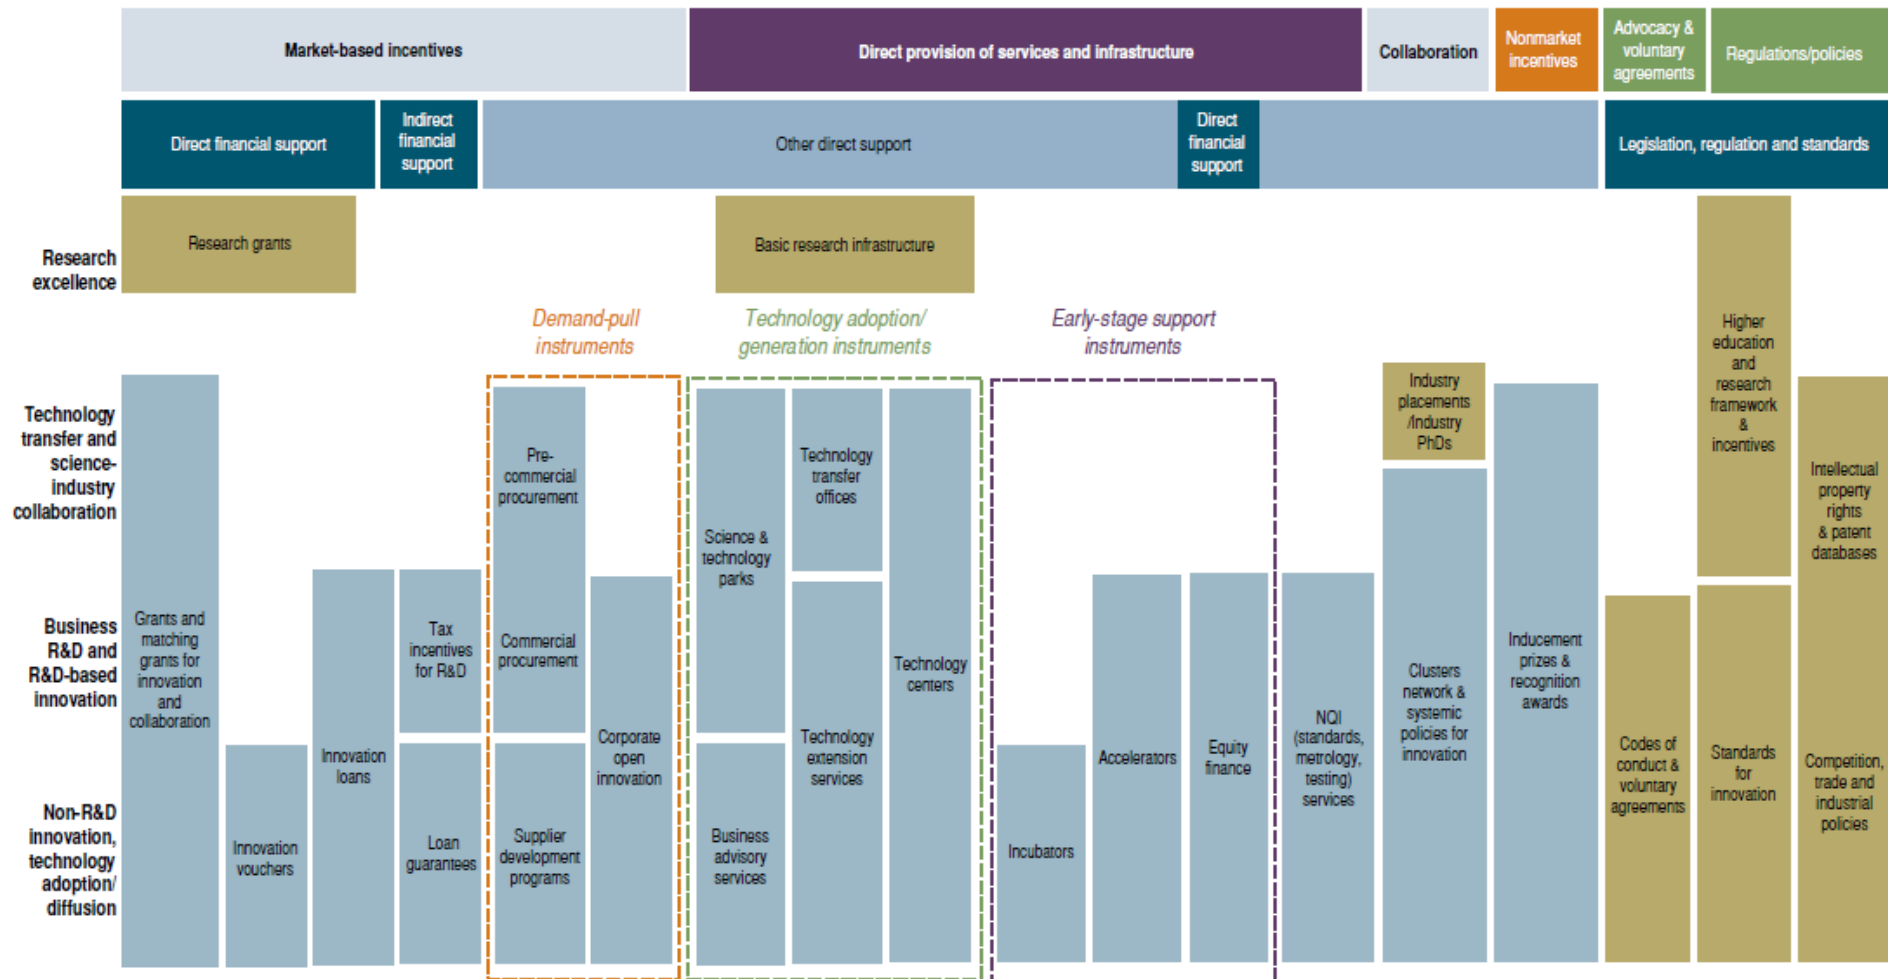 Market-based incentives
Direct provision of services and infrastructure
Collaboration
Nonmarket
incentives
Advocacy &
voluntary
agreements
Regulations/policies
Direct financial support
Indirect
financial
support
Other direct support
Direct
financial
support
Legislation, regulation and standards
Research
excellence
Research grants
Basic research infrastructure
Demand-pull
instruments
Technology adoption/
generation instruments
Early-stage support
instruments
Technology
transfer and
science-
industry
collaboration
Business
R&D and
R&D-based
innovation
Non-R&D
innovation,
technology
adoption/
diffusion
Grants and
matching
grants for
innovation
and
collaboration
Innovation
vouchers
Innovation
loans
Tax
incentives
for R&D
Loan
guarantees
Pre-
commercial
procurement
Commercial
procurement
Supplier
development
programs
Corporate
open
innovation
Science &
technology
parks
Business
advisory
services
Technology
transfer
offices
Technology
extension
services
Technology
centers
Incubators
Accelerators
Equity
finance
NQI
(standards,
metrology,
testing)
services
Industry
placements
/Industry
PhDs
Clusters
network &
systemic
policies for
innovation
Inducement
prizes &
recognition
awards
Codes of
conduct &
voluntary
agreements
Higher
education
and
research
framework
&
incentives
Standards
for
innovation
Intellectual
property
rights
& patent
databases
Competition,
trade and
industrial
policies